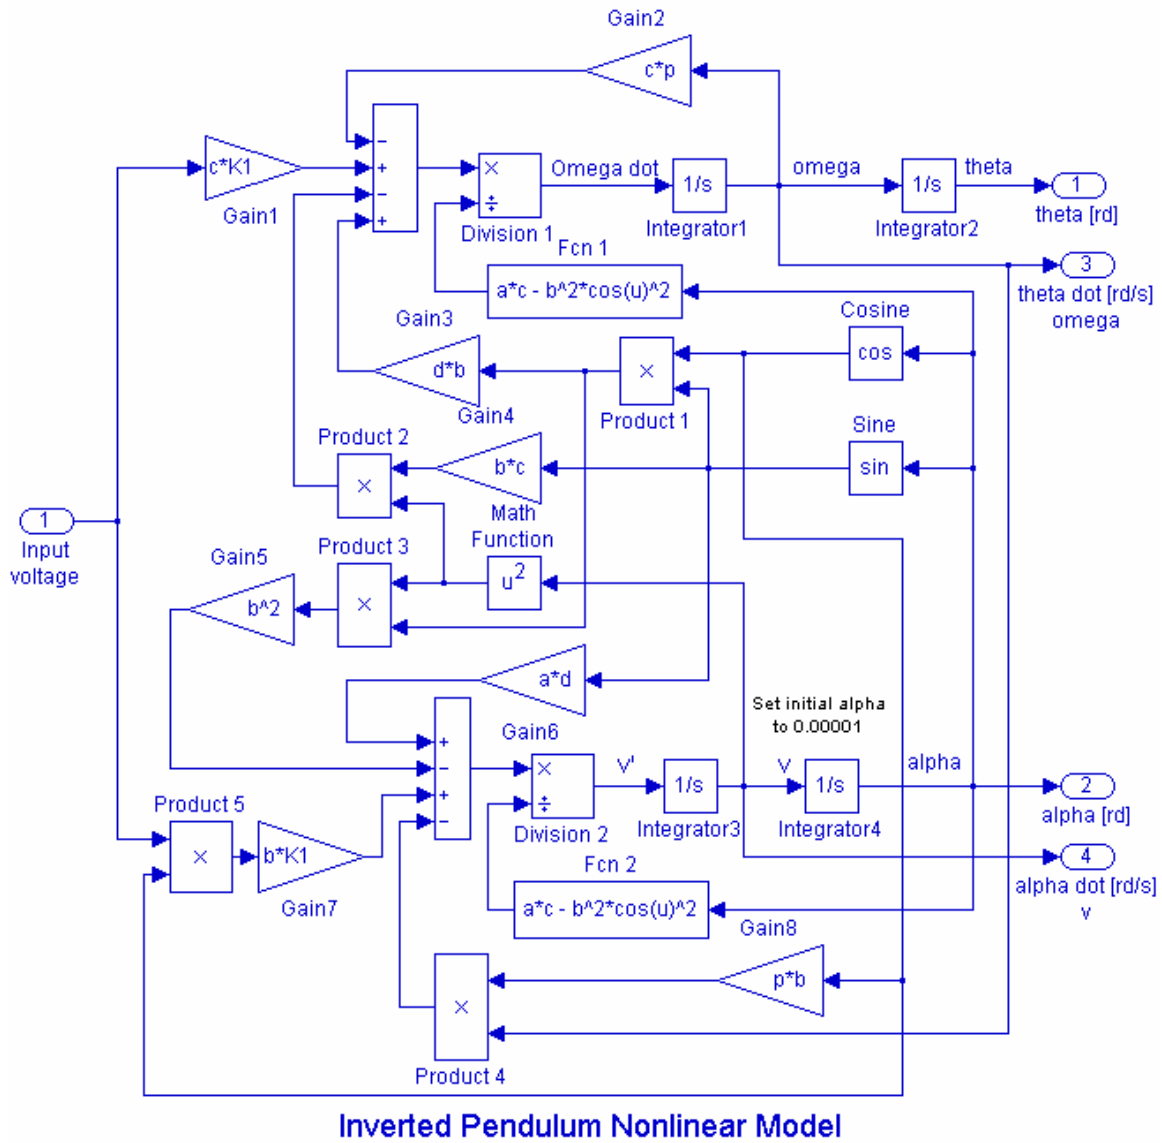 Gain2
c*p
c*K1
Gain1
−
+
−
+
×
÷
Division 1
Omega dot
1/s
Integrator1
omega
1/s
Integrator2
theta
1
theta [rd]
Fcn 1
a*c - b^2*cos(u)^2
3
theta dot [rd/s]
omega
Cosine
cos
Gain3
d*b
×
Product 1
Gain4
b*c
Sine
sin
Product 2
×
1
Input
voltage
Math
Function
u^2
Product 3
×
Gain5
b^2
a*d
Gain6
Set initial alpha
to 0.00001
+
−
+
−
×
÷
Division 2
V'
1/s
Integrator3
V
1/s
Integrator4
alpha
2
alpha [rd]
4
alpha dot [rd/s]
v
Product 5
×
b*K1
Gain7
Fcn 2
a*c - b^2*cos(u)^2
Gain8
p*b
×
Product 4
Inverted Pendulum Nonlinear Model